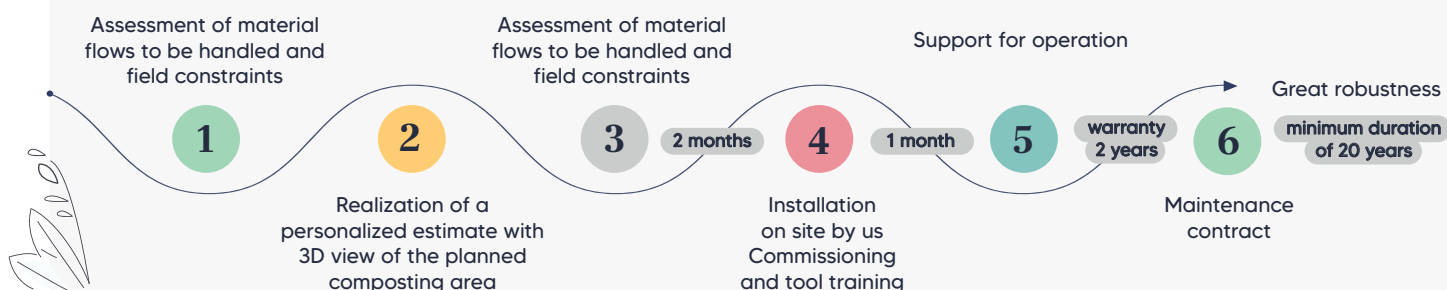 Assessment of material
flows to be handled and
field constraints
1
2
Realization of a
personalized estimate with
3D view of the planned
composting area
Assessment of material
flows to be handled and
field constraints
3
2 months
4
Installation
on site by us
Commissioning
and tool training
1 month
Support for operation
5
warranty
2 years
6
Maintenance
contract
Great robustness
minimum duration
of 20 years